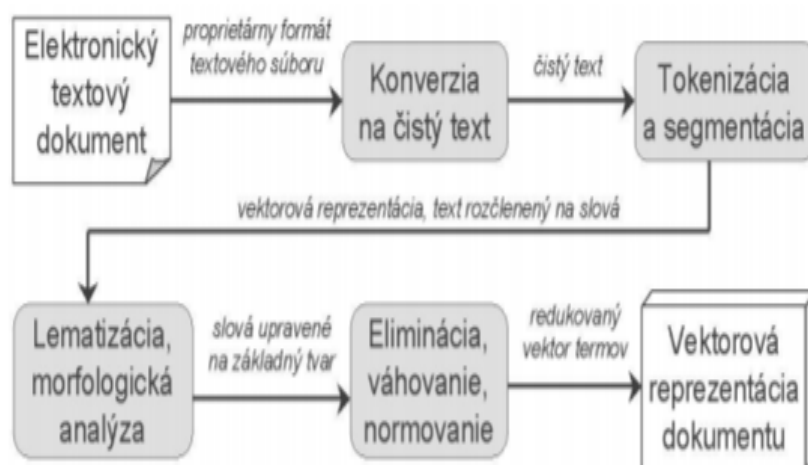 Elektronický
textový
dokument
proprietárny formát
textového súboru
Konverzia
na čistý text
čistý text
Tokenizácia
a segmentácia
vektorová reprezentácia, text rozčlenený na slová
Lematizácia,
morfologická
analýza
slová upravené
na základný tvar
Eliminácia,
váhovanie,
normovanie
redukovaný
vektor termov
Vektorová
reprezentácia
dokumentu